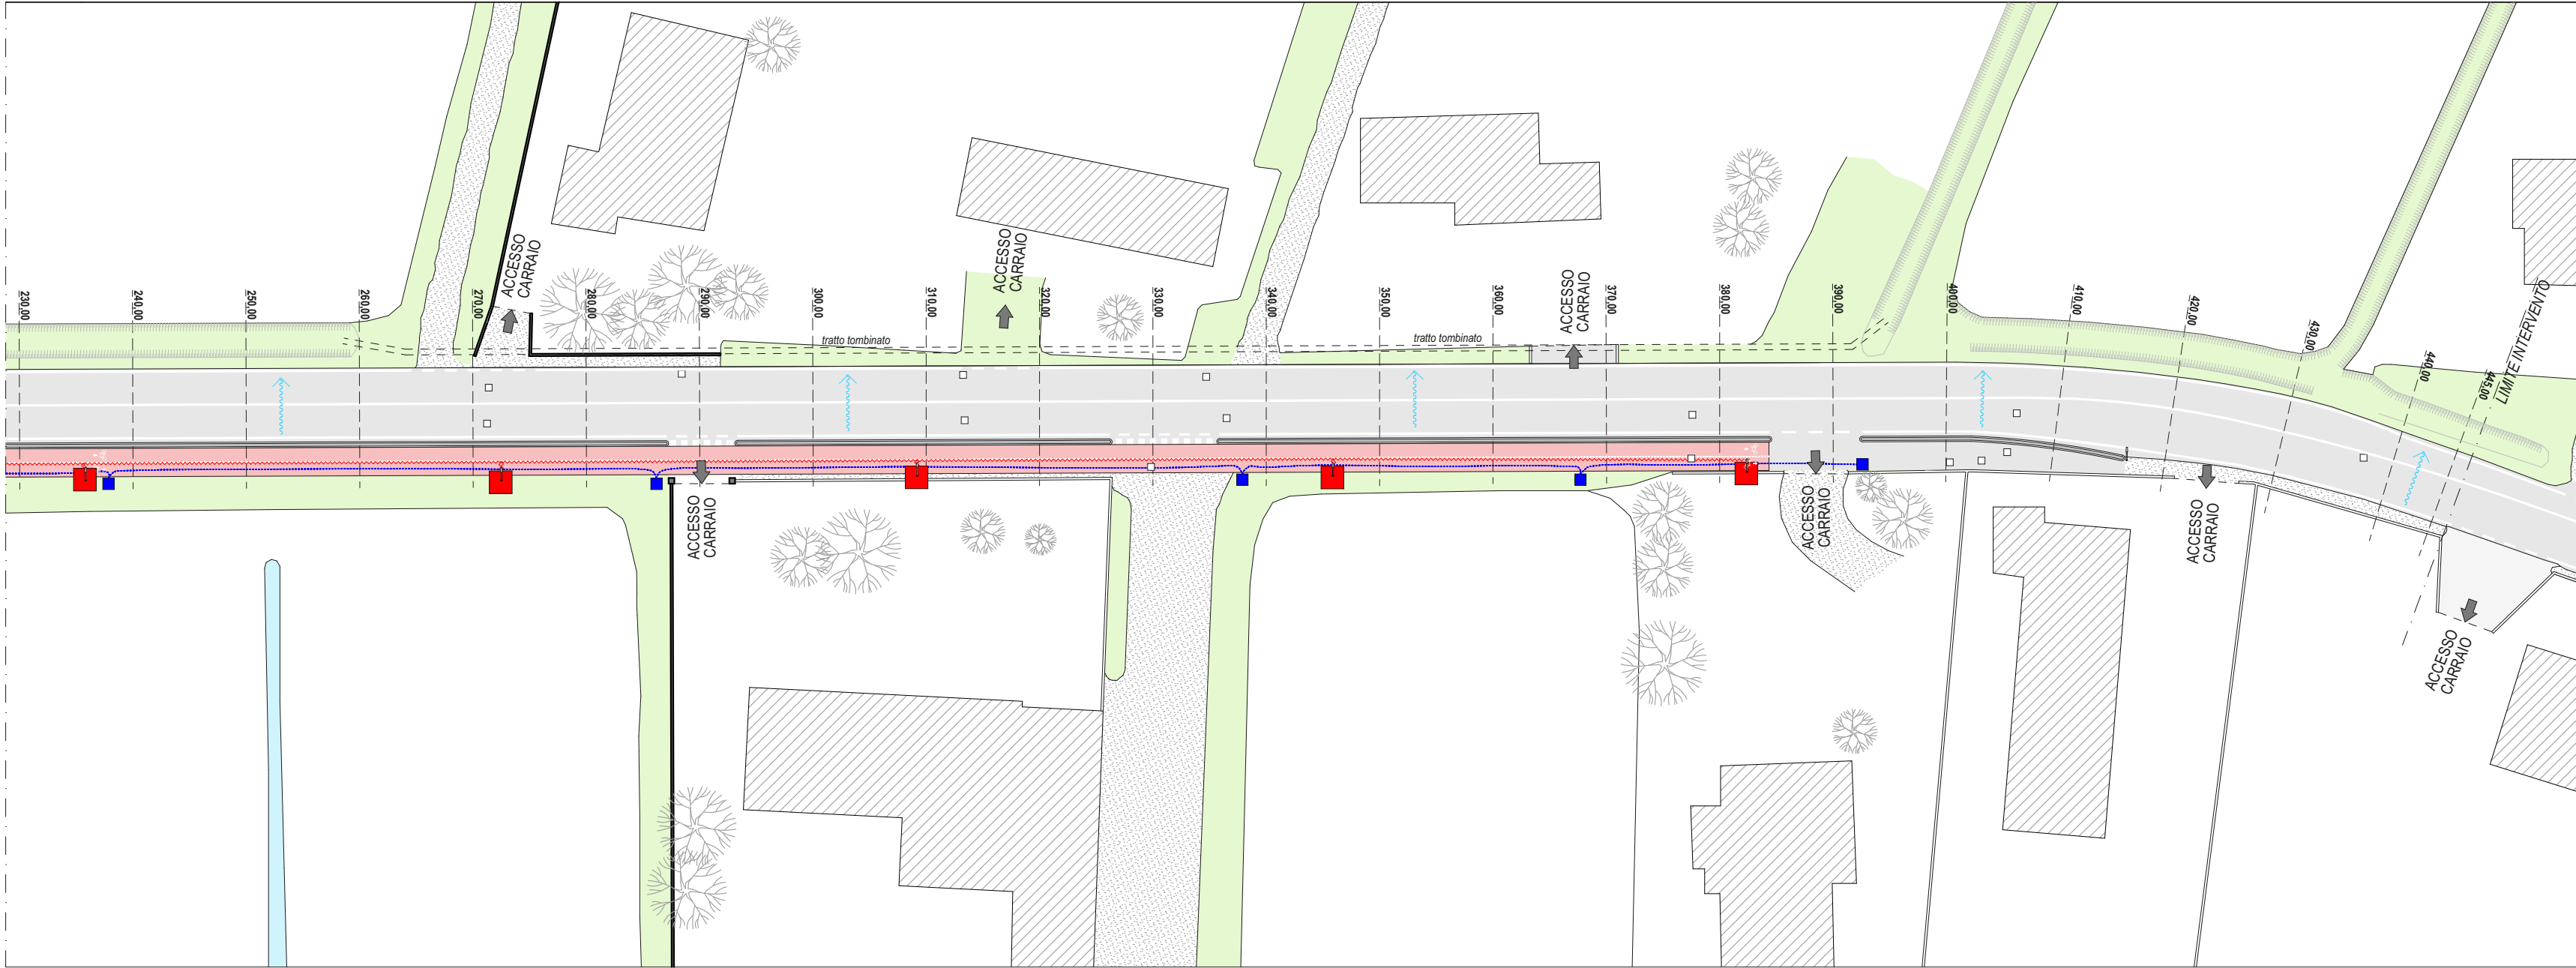 ACCESSO
CARRAIO
ACCESSO
CARRAIO
ACCESSO
CARRAIO
230,00
240,00
250,00
260,00
270,00
280,00
290,00
300,00
310,00
320,00
330,00
340,00
350,00
360,00
370,00
380,00
390,00
400,00
410,00
420,00
430,00
440,00
445,00
LIMITE INTERVENTO
tratto tombinato
tratto tombinato
ACCESSO
CARRAIO
ACCESSO
CARRAIO
ACCESSO
CARRAIO
ACCESSO
CARRAIO